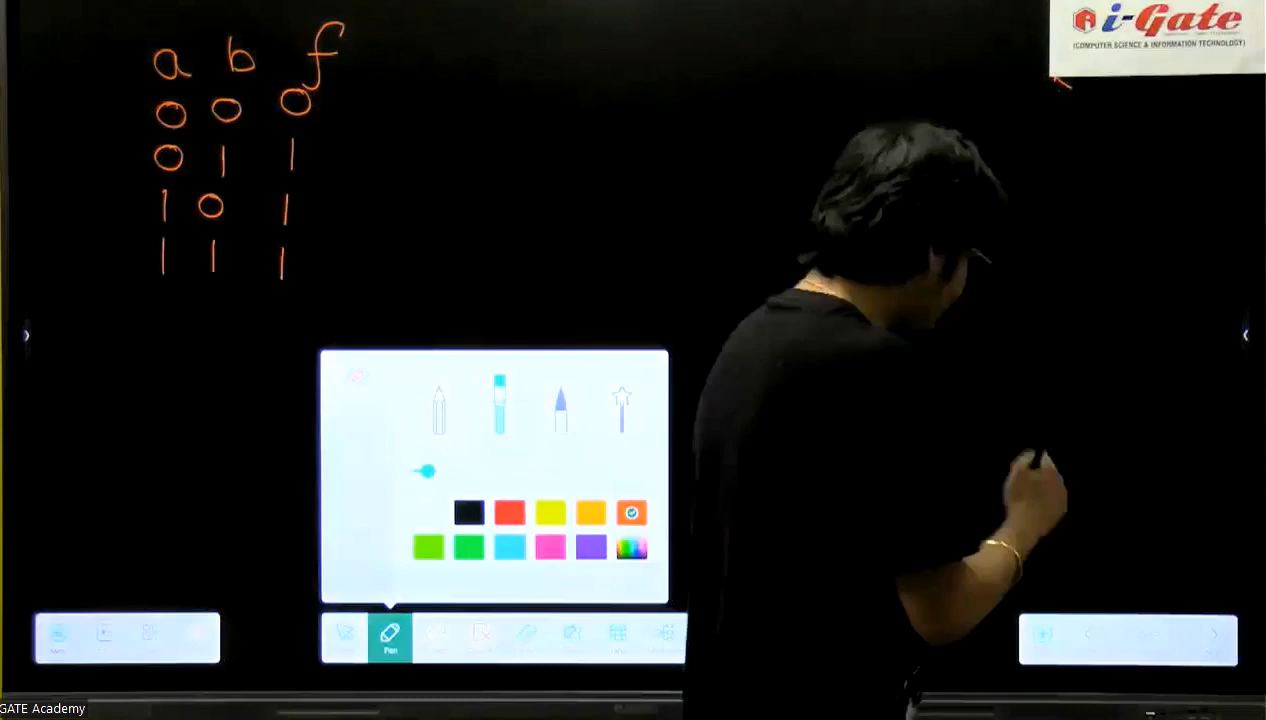 a b f
0 0 0
0 1 1
1 0 1
1 1 1
i-Gate
(COMPUTER SCIENCE & INFORMATION TECHNOLOGY)
Pen
GATE Academy